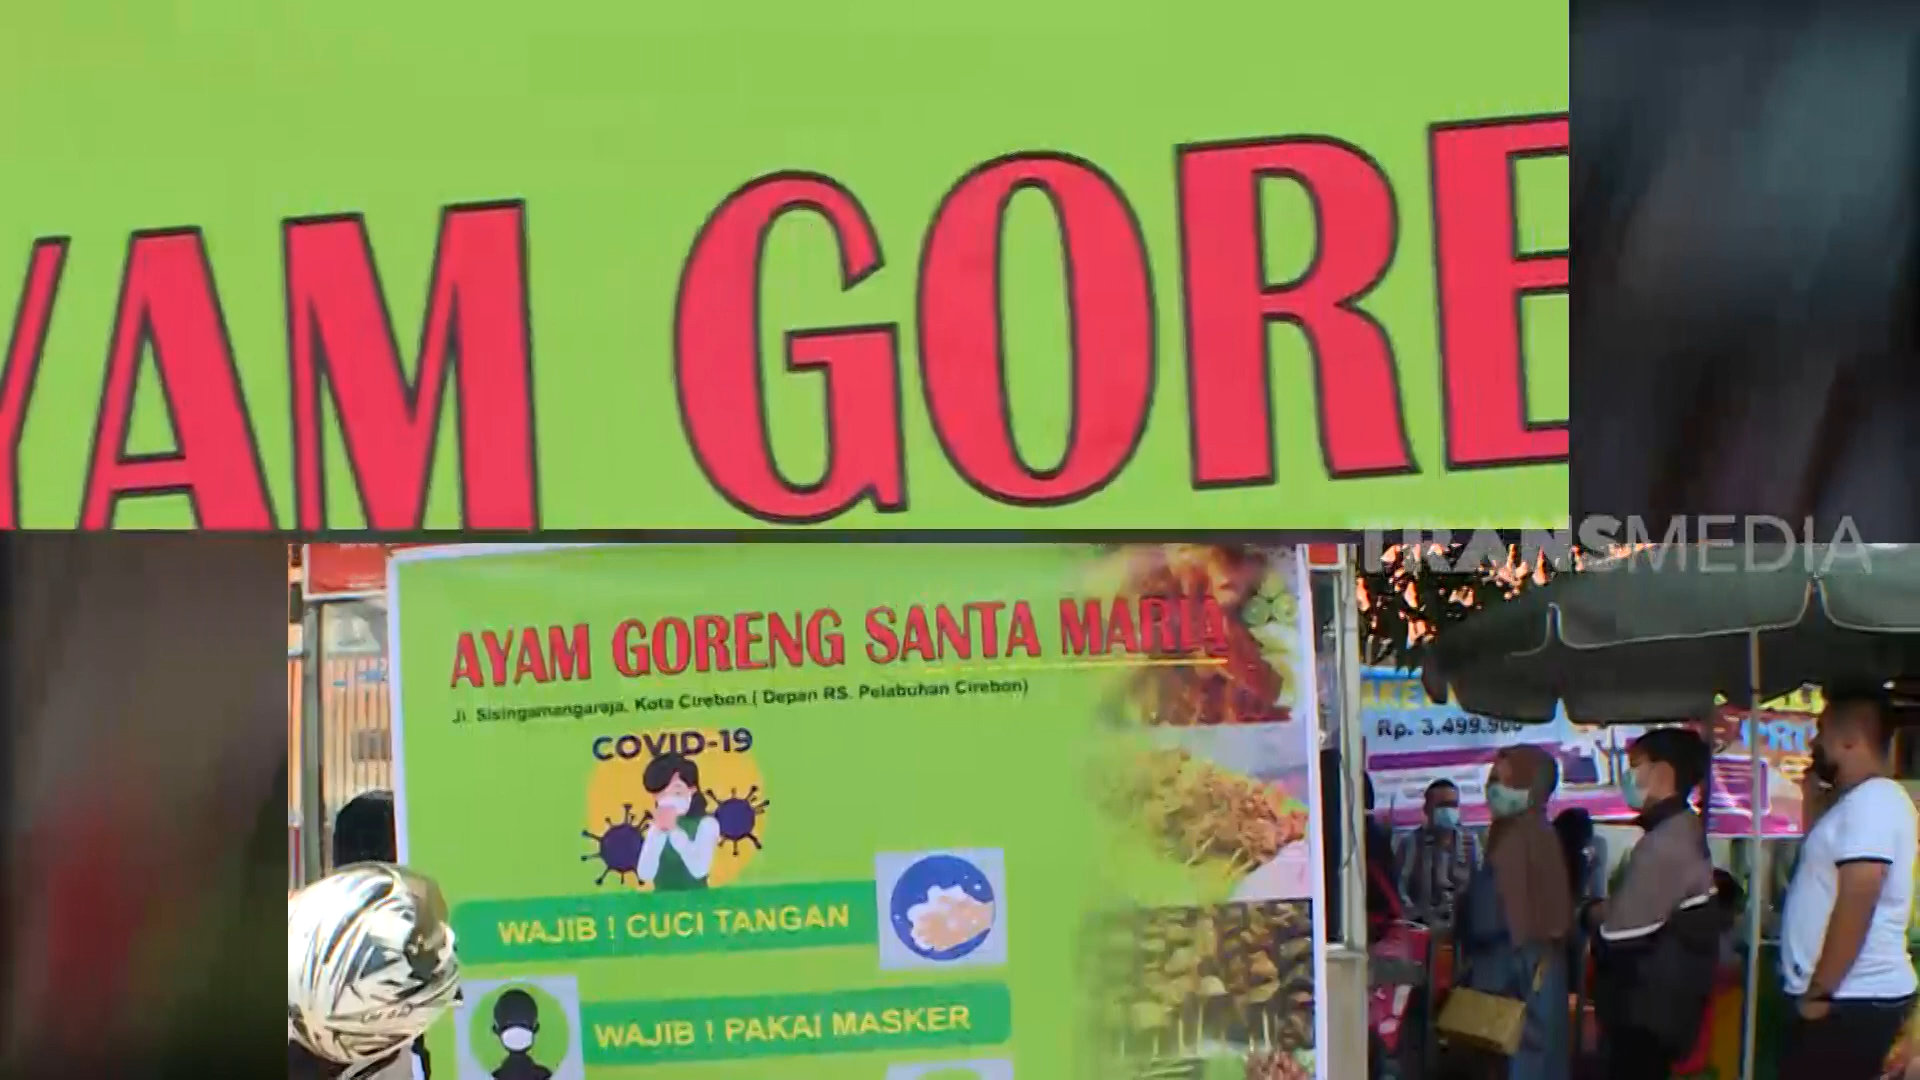 YAM GORE
TRANSMEDIA
AYAM GORENG SANTA MARIA
Jl. Sisingamangaraja, Kota Cirebon ( Depan RS. Pelabuhan Cirebon)
COVID-19
Rp. 3.499.900
WAJIB ! CUCI TANGAN
WAJIB ! PAKAI MASKER